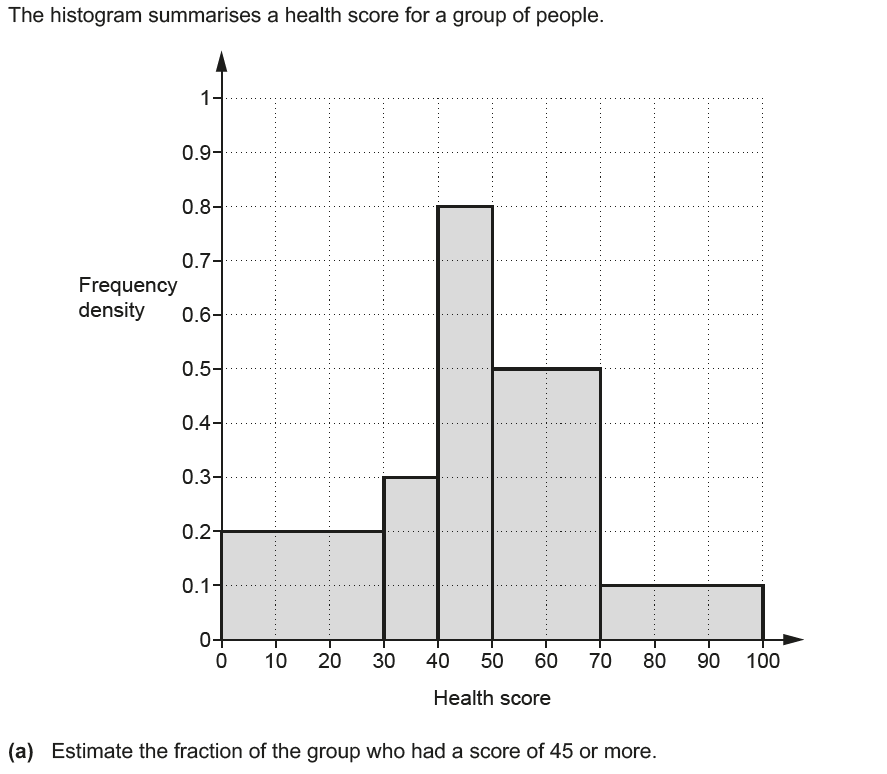 The histogram summarises a health score for a group of people.
1
0.9
0.8
0.7
Frequency
density
0.6
0.5
0.4
0.3
0.2
0.1
0
0 10 20 30 40 50 60 70 80 90 100
Health score
(a) Estimate the fraction of the group who had a score of 45 or more.